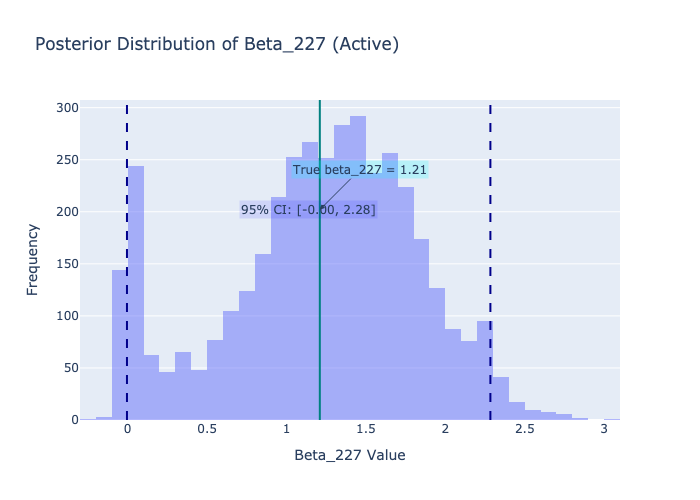 Posterior Distribution of Beta_227 (Active)
300
250
200
150
100
50
0
Frequency
True beta_227 = 1.21
95% CI: [-0.00, 2.28]
0
0.5
1
1.5
2
2.5
3
Beta_227 Value